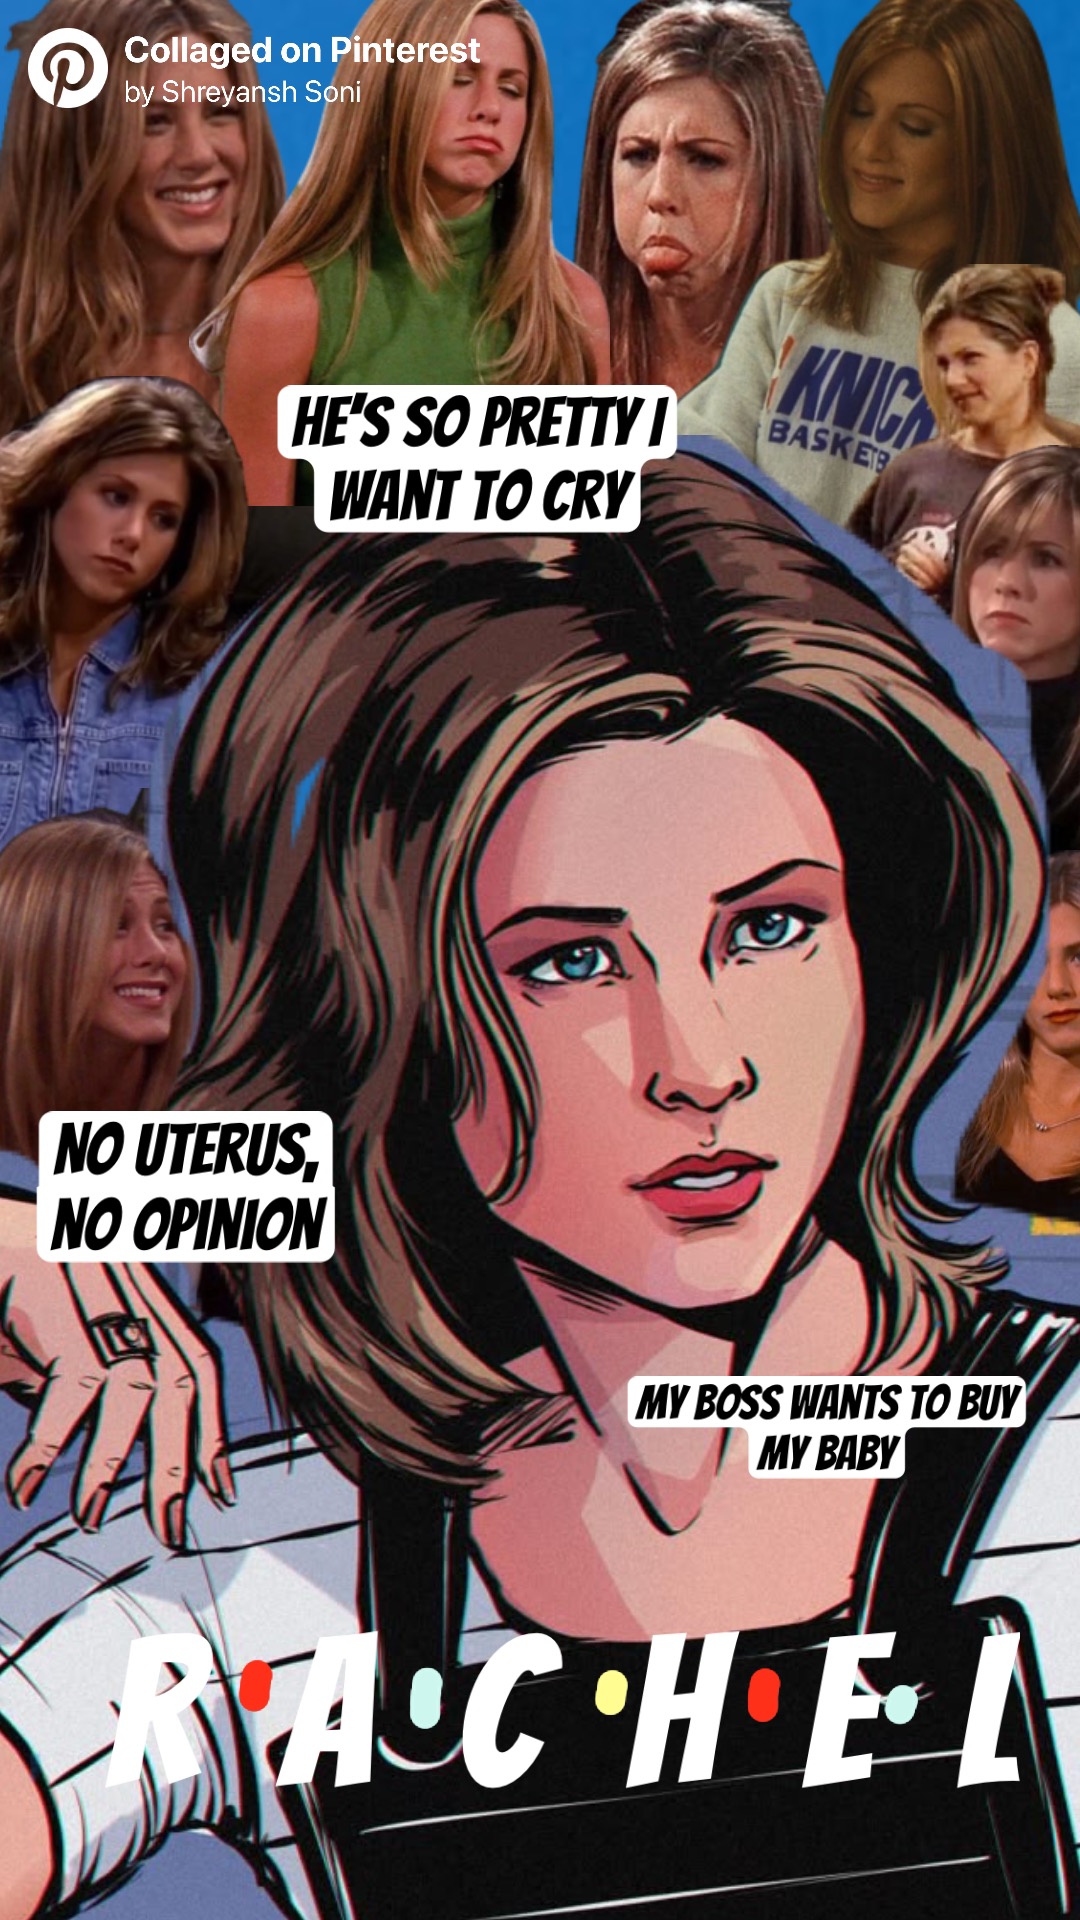 Collaged on Pinterest
by Shreyansh Soni
KNICK
BASKETB
HE'S SO PRETTY I
WANT TO CRY
NO UTERUS,
NO OPINION
MY BOSS WANTS TO BUY
MY BABY
R•A•C•H•E•L